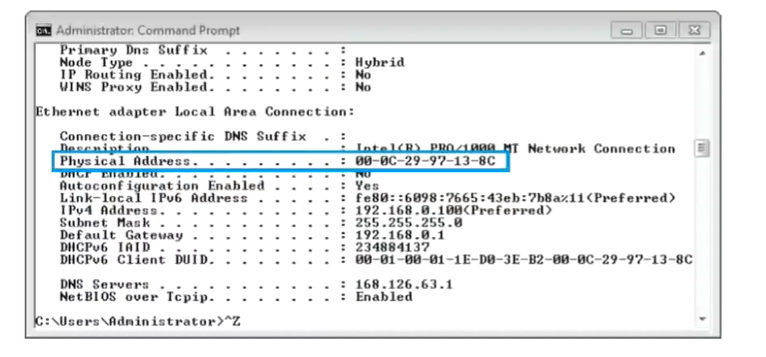 Administrator: Command Prompt
Primary Dns Suffix . . . . . . . :
Node Type . . . . . . . . . . . . : Hybrid
IP Routing Enabled. . . . . . . . : No
WINS Proxy Enabled. . . . . . . . : No
Ethernet adapter Local Area Connection:
Connection-specific DNS Suffix . :
Description . . . . . . . . . . . : Intel(R) PRO/1000 MT Network Connection
Physical Address. . . . . . . . . : 00-0C-29-97-13-8C
DHCP Enabled. . . . . . . . . . . : No
Autoconfiguration Enabled . . . . : Yes
Link-local IPv6 Address . . . . . : fe80::6098:7665:43eb:7b8a%11(Preferred)
IPv4 Address. . . . . . . . . . . : 192.168.0.100(Preferred)
Subnet Mask . . . . . . . . . . . : 255.255.255.0
Default Gateway . . . . . . . . . : 192.168.0.1
DHCPv6 IAID . . . . . . . . . . . : 234884137
DHCPv6 Client DUID. . . . . . . . : 00-01-00-01-1E-D0-3E-B2-00-0C-29-97-13-8C
DNS Servers . . . . . . . . . . . : 168.126.63.1
NetBIOS over Tcpip. . . . . . . . : Enabled
C:\Users\Administrator>^Z